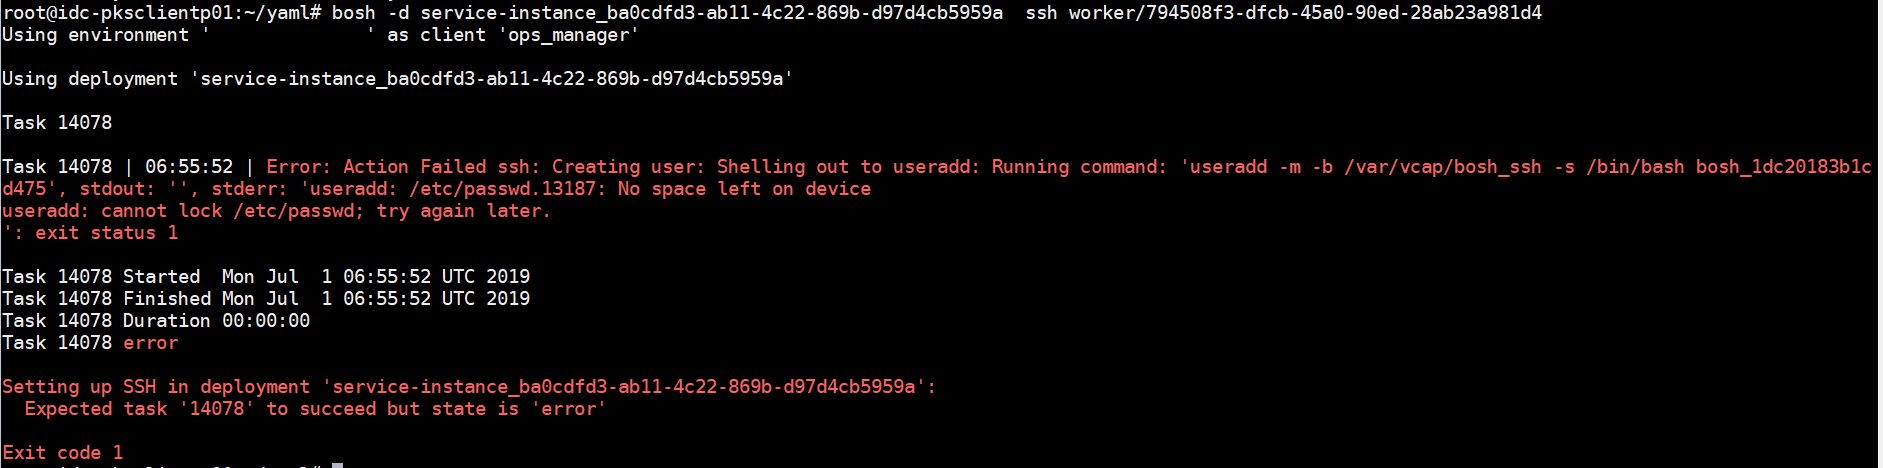 root@idc-pksclientp01:~/yaml# bosh -d service-instance_ba0cdfd3-ab11-4c22-869b-d97d4cb5959a  ssh worker/794508f3-dfcb-45a0-90ed-28ab23a981d4
Using environment '              ' as client 'ops_manager'
Using deployment 'service-instance_ba0cdfd3-ab11-4c22-869b-d97d4cb5959a'
Task 14078
Task 14078 | 06:55:52 | Error: Action Failed ssh: Creating user: Shelling out to useradd: Running command: 'useradd -m -b /var/vcap/bosh_ssh -s /bin/bash bosh_1dc20183b1c
d475', stdout: '', stderr: 'useradd: /etc/passwd.13187: No space left on device
useradd: cannot lock /etc/passwd; try again later.
': exit status 1
Task 14078 Started  Mon Jul  1 06:55:52 UTC 2019
Task 14078 Finished Mon Jul  1 06:55:52 UTC 2019
Task 14078 Duration 00:00:00
Task 14078 error
Setting up SSH in deployment 'service-instance_ba0cdfd3-ab11-4c22-869b-d97d4cb5959a':
  Expected task '14078' to succeed but state is 'error'
Exit code 1